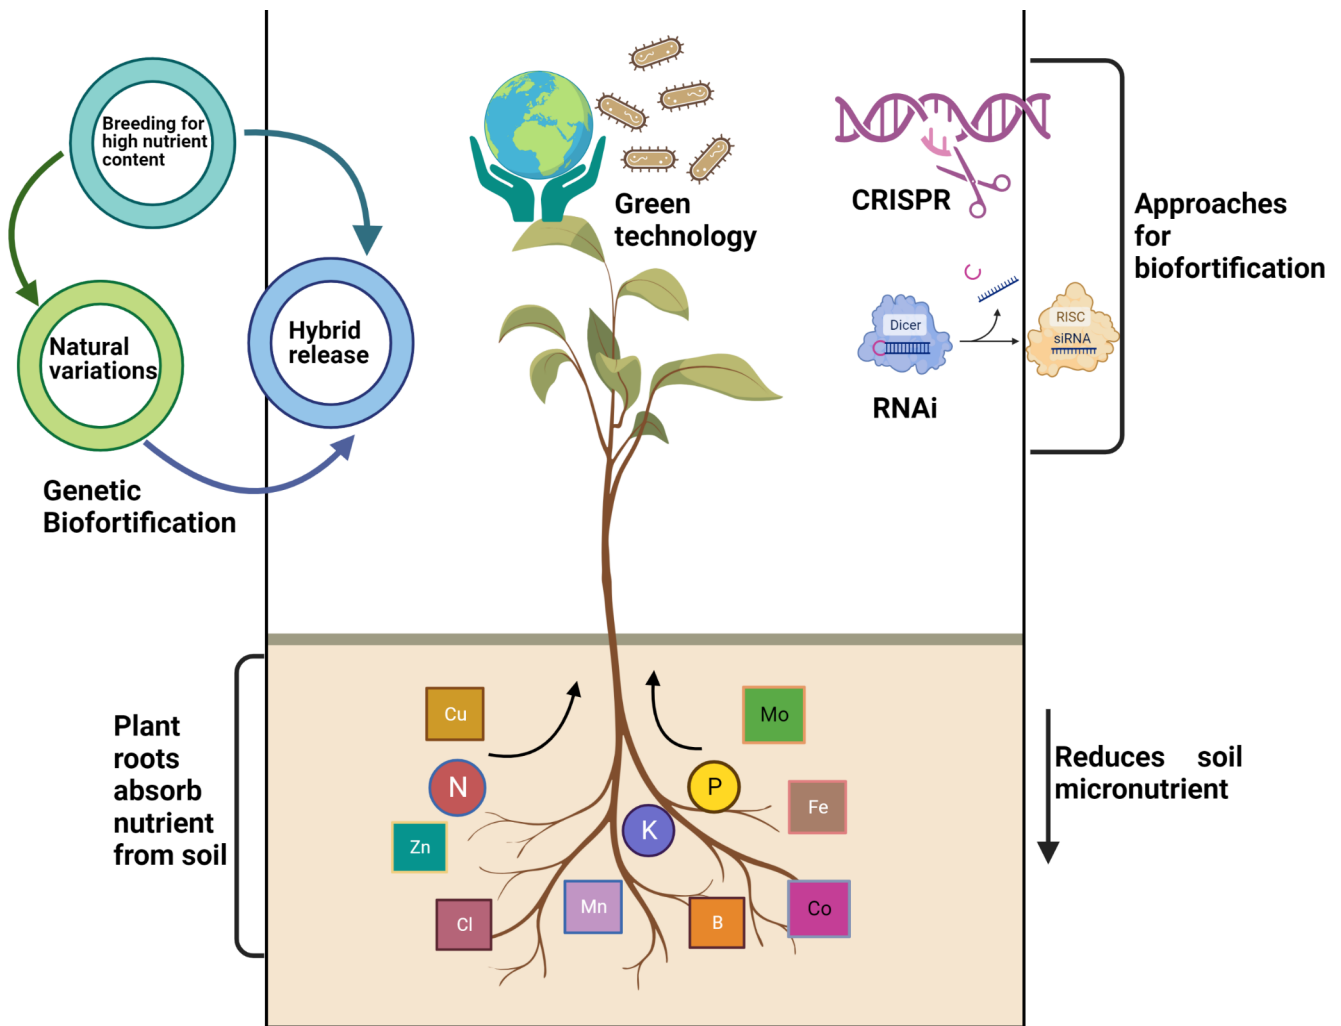 Breeding for
high nutrient
content
Natural
variations
Hybrid
release
Genetic
Biofortification
Green
technology
CRISPR
Dicer
RISC
siRNA
RNAi
Approaches
for
biofortification
Plant
roots
absorb
nutrient
from soil
Cu
N
Zn
Cl
Mn
K
P
Mo
Fe
B
Co
Reduces soil
micronutrient